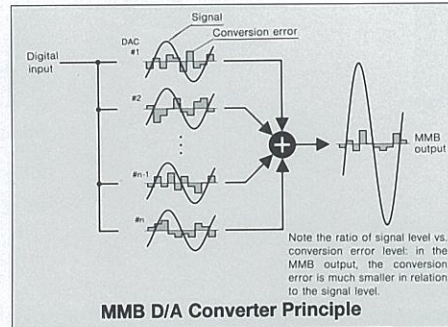 Signal
Conversion error
DAC
#1
Digital
input
#2
#n-1
#n
MMB
output
Note the ratio of signal level vs.
conversion error level: in the
MMB output, the conversion
error is much smaller in relation
to the signal level.
MMB D/A Converter Principle